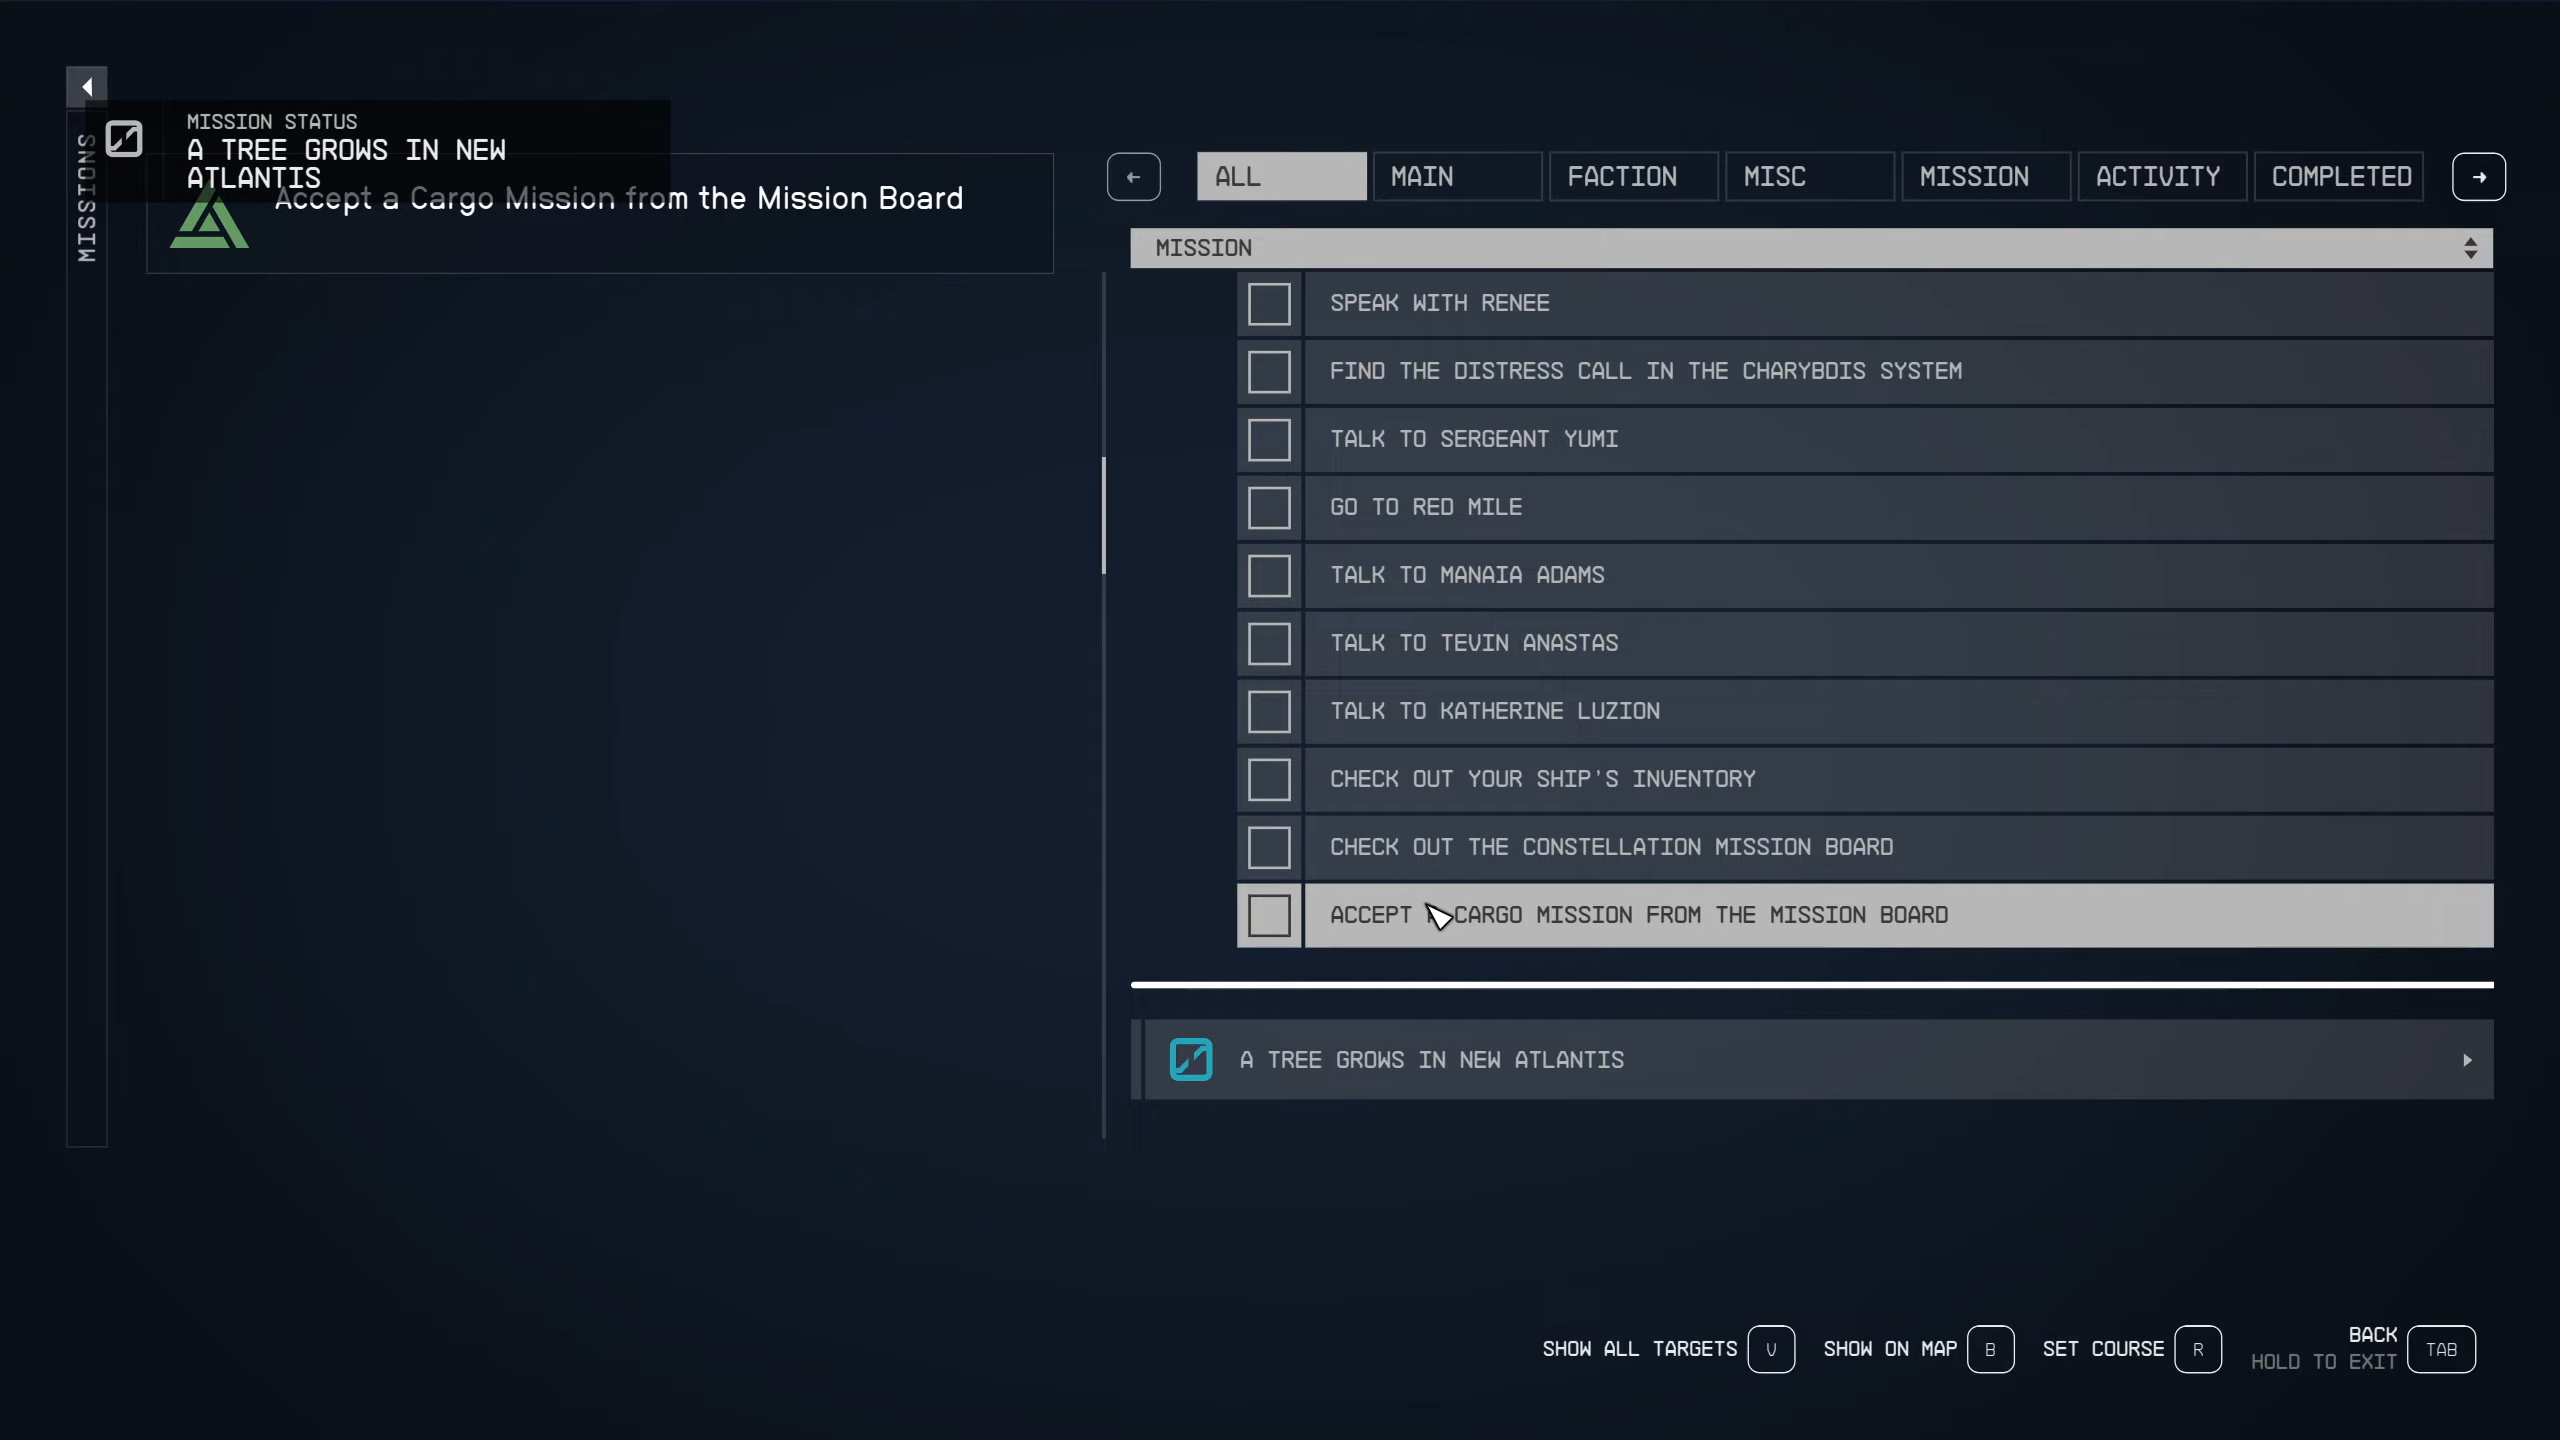 MISSIONS
MISSION STATUS
A TREE GROWS IN NEW
ATLANTIS
Accept a Cargo Mission from the Mission Board
ALL
MAIN
FACTION
MISC
MISSION
ACTIVITY
COMPLETED
MISSION
SPEAK WITH RENEE
FIND THE DISTRESS CALL IN THE CHARYBDIS SYSTEM
TALK TO SERGEANT YUMI
GO TO RED MILE
TALK TO MANAIA ADAMS
TALK TO TEVIN ANASTAS
TALK TO KATHERINE LUZION
CHECK OUT YOUR SHIP'S INVENTORY
CHECK OUT THE CONSTELLATION MISSION BOARD
ACCEPT A CARGO MISSION FROM THE MISSION BOARD
A TREE GROWS IN NEW ATLANTIS
SHOW ALL TARGETS V
SHOW ON MAP B
SET COURSE R
BACK
HOLD TO EXIT
TAB